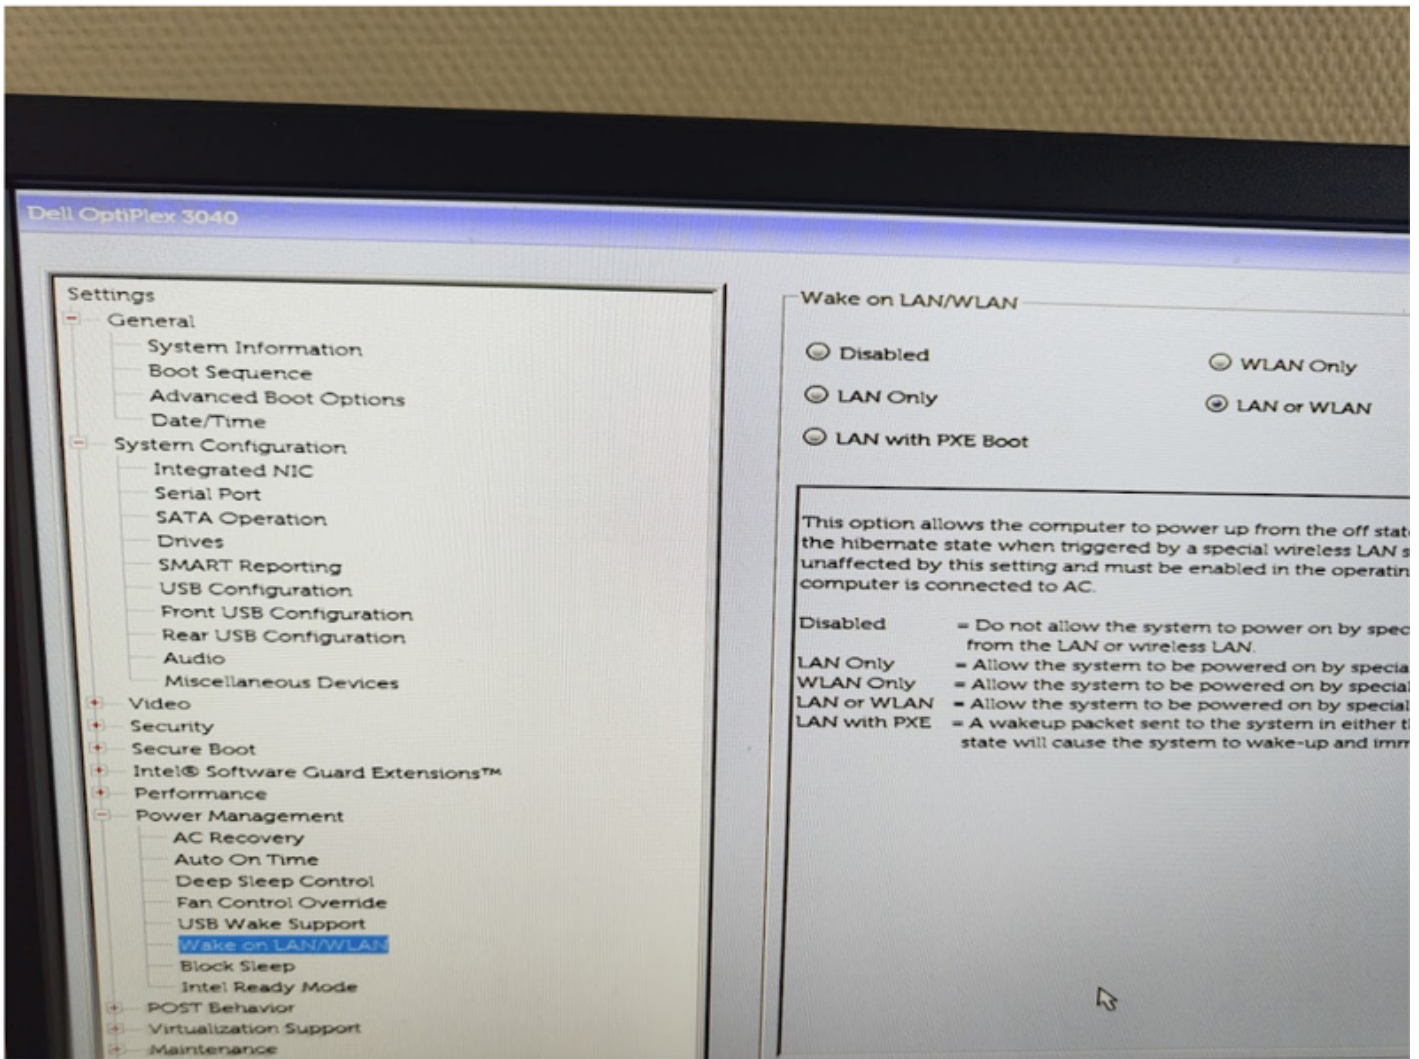 Dell OptiPlex 3040
Settings
General
System Information
Boot Sequence
Advanced Boot Options
Date/Time
System Configuration
Integrated NIC
Serial Port
SATA Operation
Drives
SMART Reporting
USB Configuration
Front USB Configuration
Rear USB Configuration
Audio
Miscellaneous Devices
Video
Security
Secure Boot
Intel® Software Guard Extensions™
Performance
Power Management
AC Recovery
Auto On Time
Deep Sleep Control
Fan Control Override
USB Wake Support
Wake on LAN/WLAN
Block Sleep
Intel Ready Mode
POST Behavior
Virtualization Support
Maintenance
Wake on LAN/WLAN
Disabled WLAN Only
LAN Only LAN or WLAN
LAN with PXE Boot
This option allows the computer to power up from the off
the hibernate state when triggered by a special wireless LAN
unaffected by this setting and must be enabled in the
computer is connected to AC.
Disabled = Do not allow the system to power on by
from the LAN or wireless LAN.
LAN Only = Allow the system to be powered on by
WLAN Only = Allow the system to be powered on by
LAN or WLAN = Allow the system to be powered on by
LAN with PXE = A wakeup packet sent to the system in either
state will cause the system to wake-up and